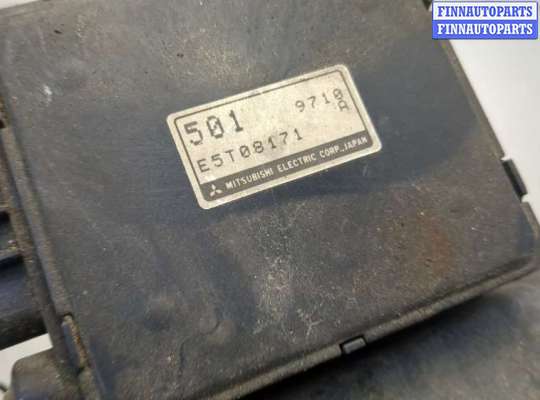 FINNAUTOPARTS
FINNAUTOPARTS
501 9710
A
E5T08171
MITSUBISHI ELECTRIC CORP., JAPAN